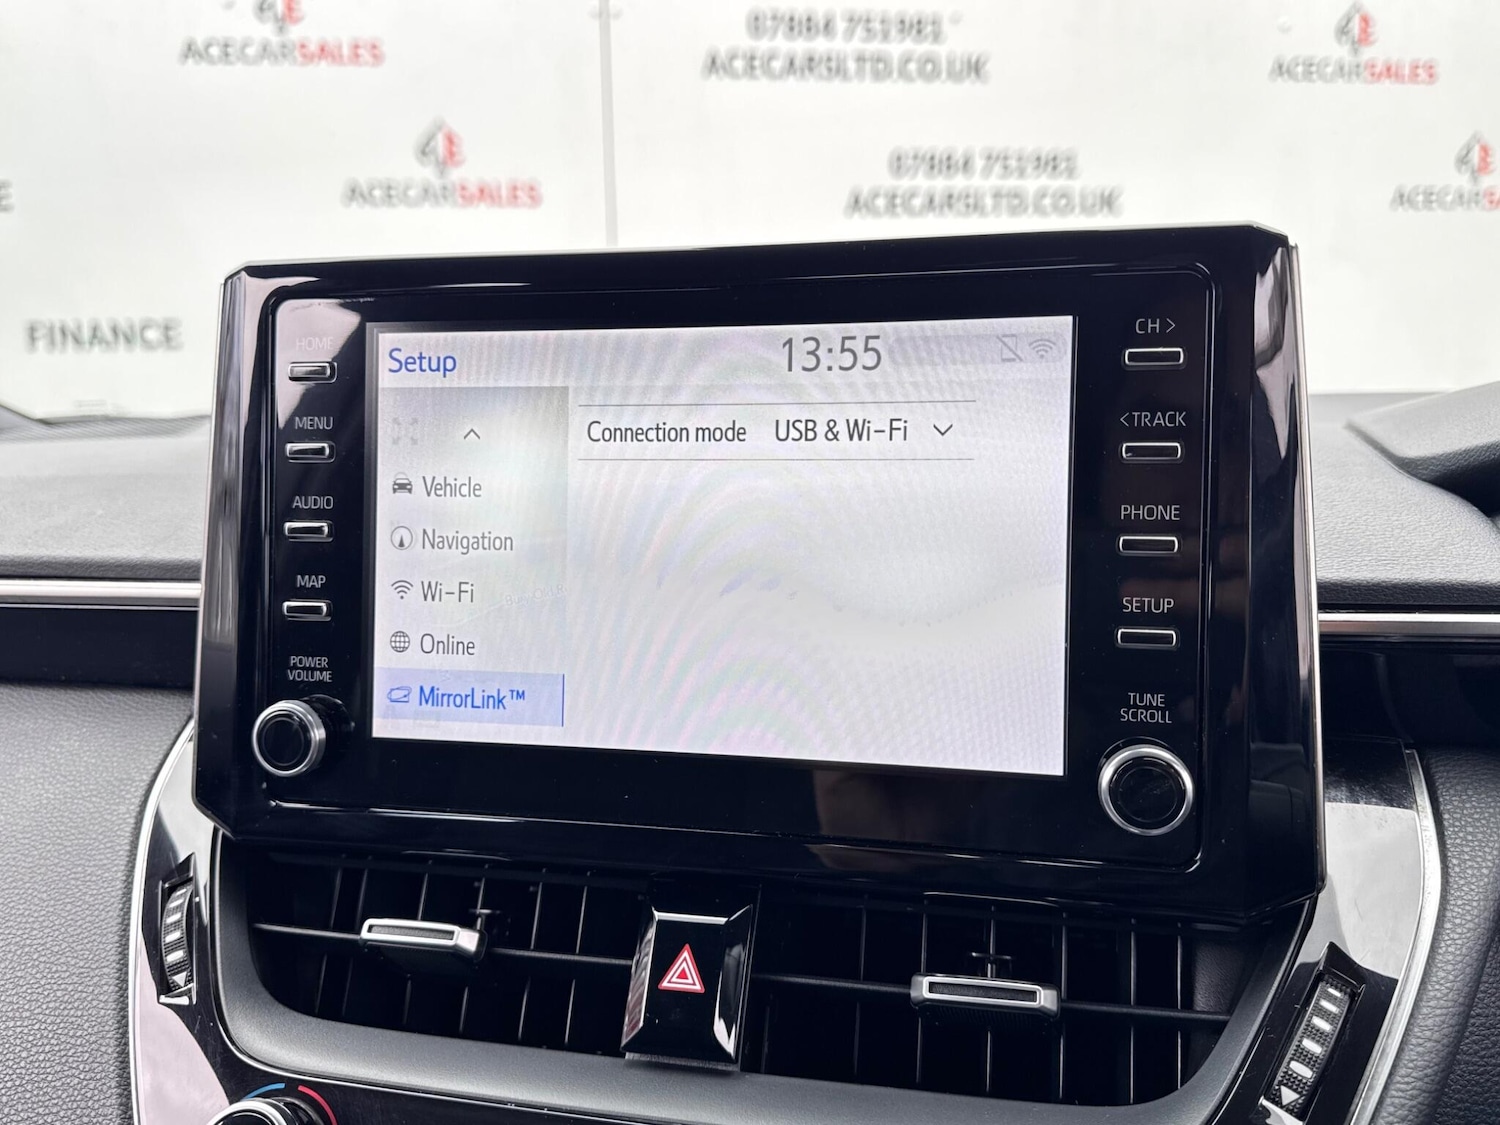 ACECARSALES
07884 751981
ACECARSLTD.CO.UK
ACECARSALES
ACECARSALES
07884 751981
ACECARSLTD.CO.UK
FINANCE
HOME
MENU
AUDIO
MAP
POWER
VOLUME
Setup
13:55
Connection mode USB & Wi-Fi
Vehicle
Navigation
Wi-Fi
Online
MirrorLink™
CH >
<TRACK
PHONE
SETUP
TUNE
SCROLL